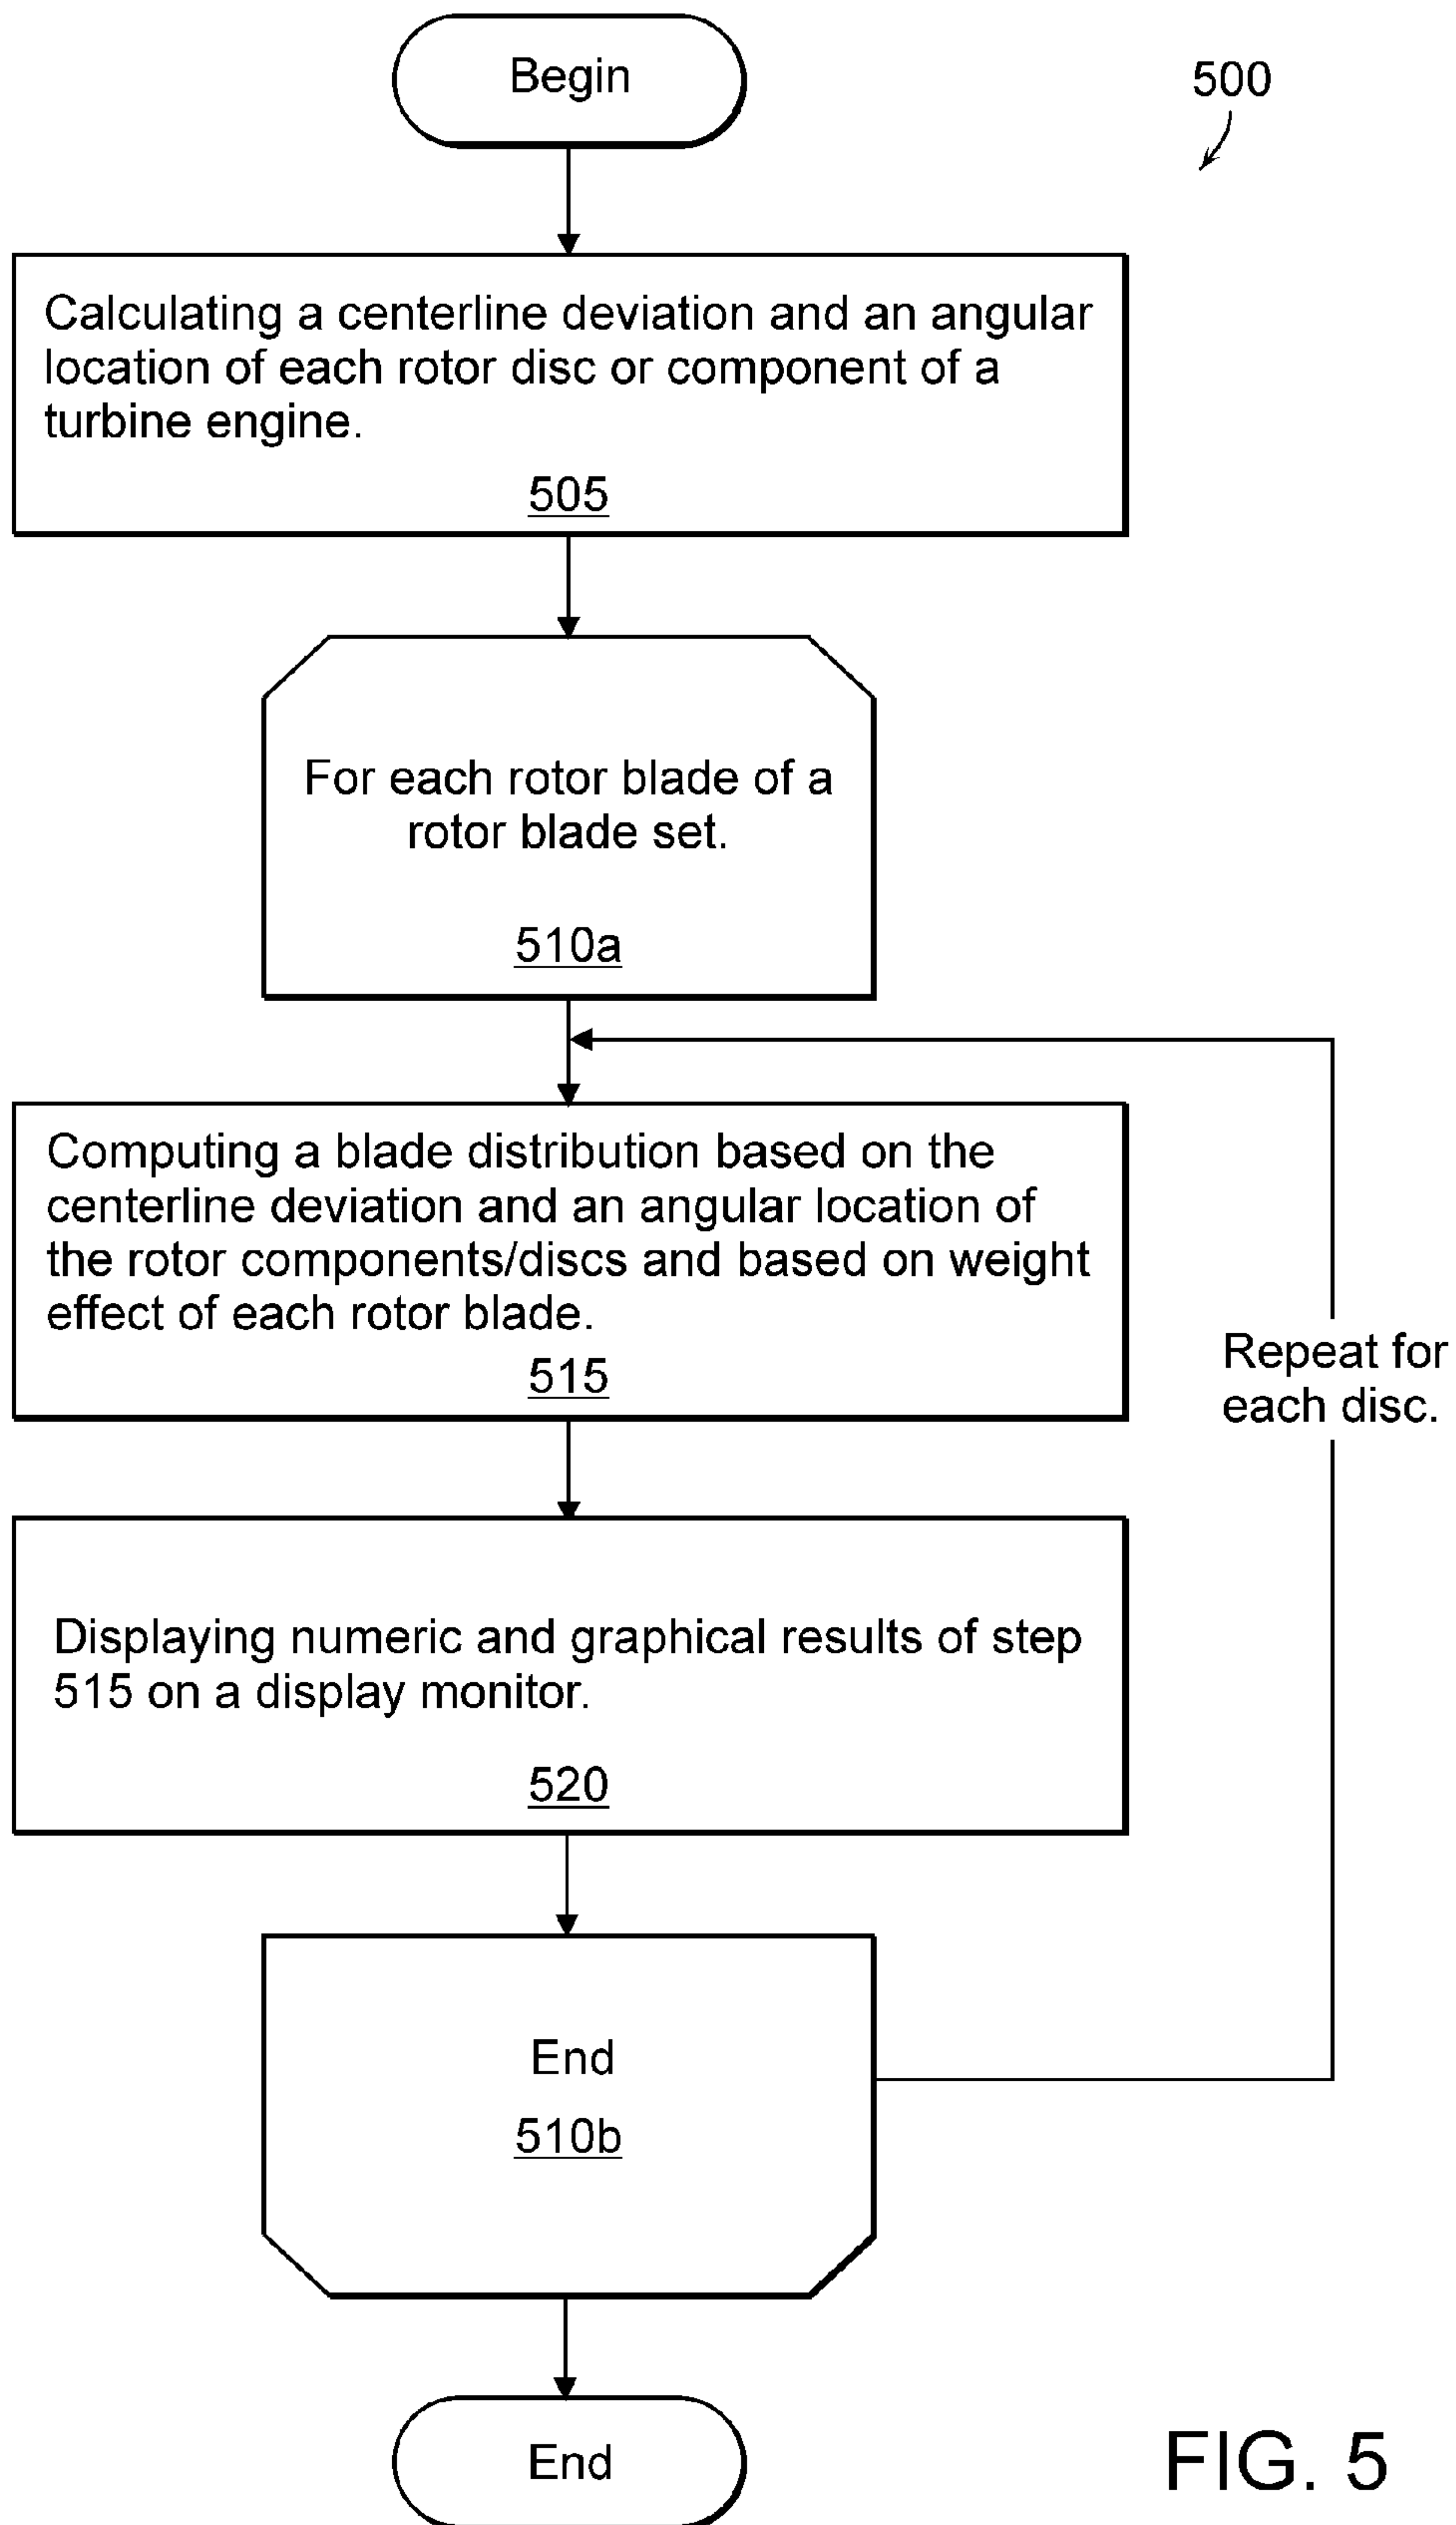 Begin
500
Calculating a centerline deviation and an angular
location of each rotor disc or component of a
turbine engine.
505
For each rotor blade of a
rotor blade set.
510a
Computing a blade distribution based on the
centerline deviation and an angular location of
the rotor components/discs and based on weight
effect of each rotor blade.
515
Repeat for
each disc.
Displaying numeric and graphical results of step
515 on a display monitor.
520
End
510b
End
FIG. 5